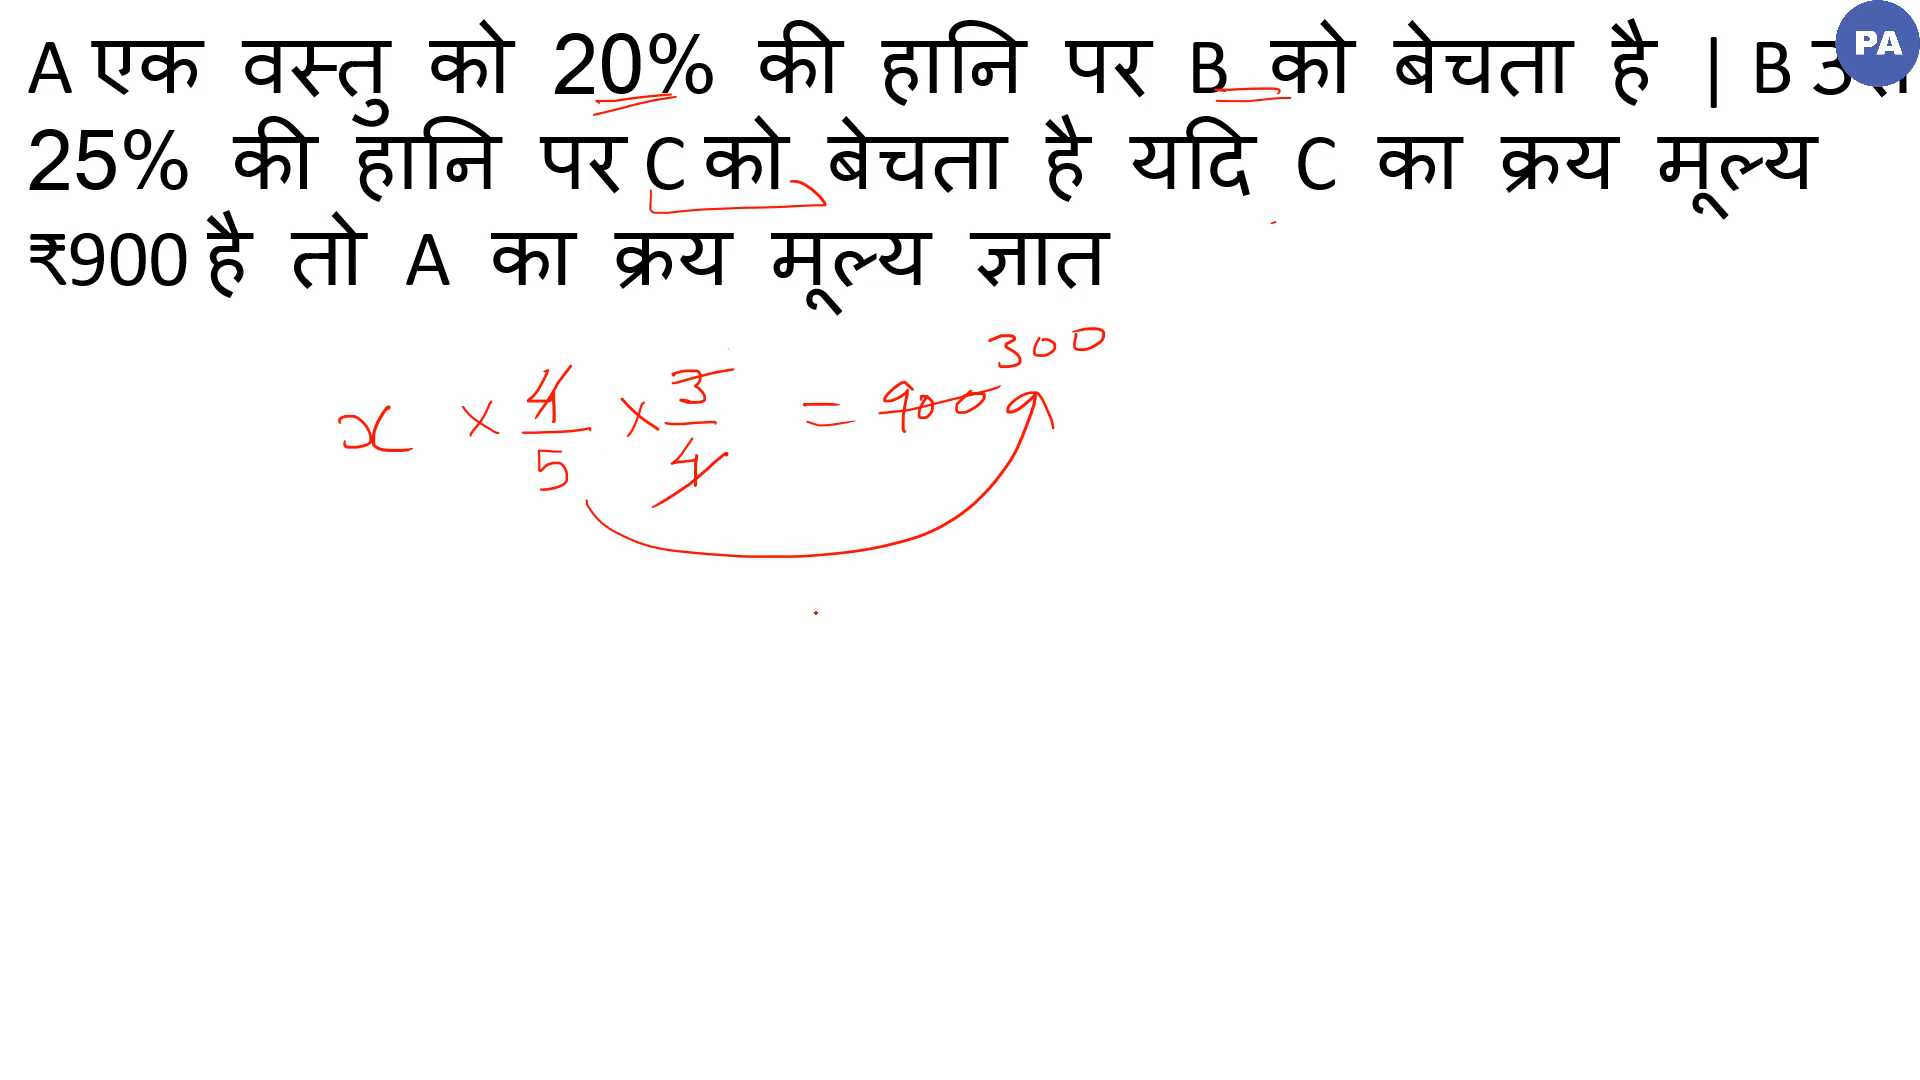 A एक वस्तु को 20% की हानि पर B को बेचता है | B
PA
25% की हानि पर C को बेचता है यदि C का क्रय मूल्य
₹900 है तो A का क्रय मूल्य ज्ञात
300
x × 4/5 × 3/4 = 900